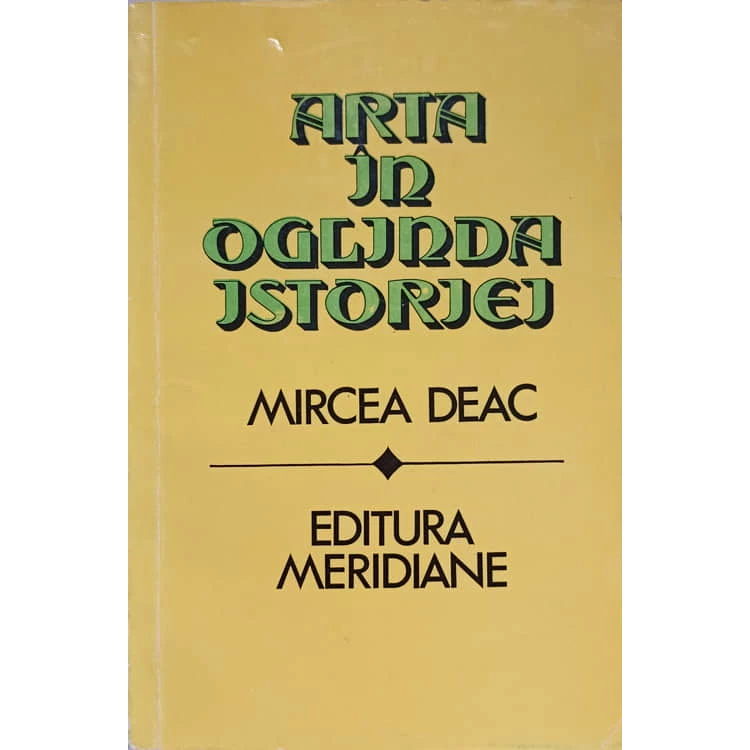 ARTA
ÎN
OGLINDA
ISTORIEI
MIRCEA DEAC
EDITURA
MERIDIANE